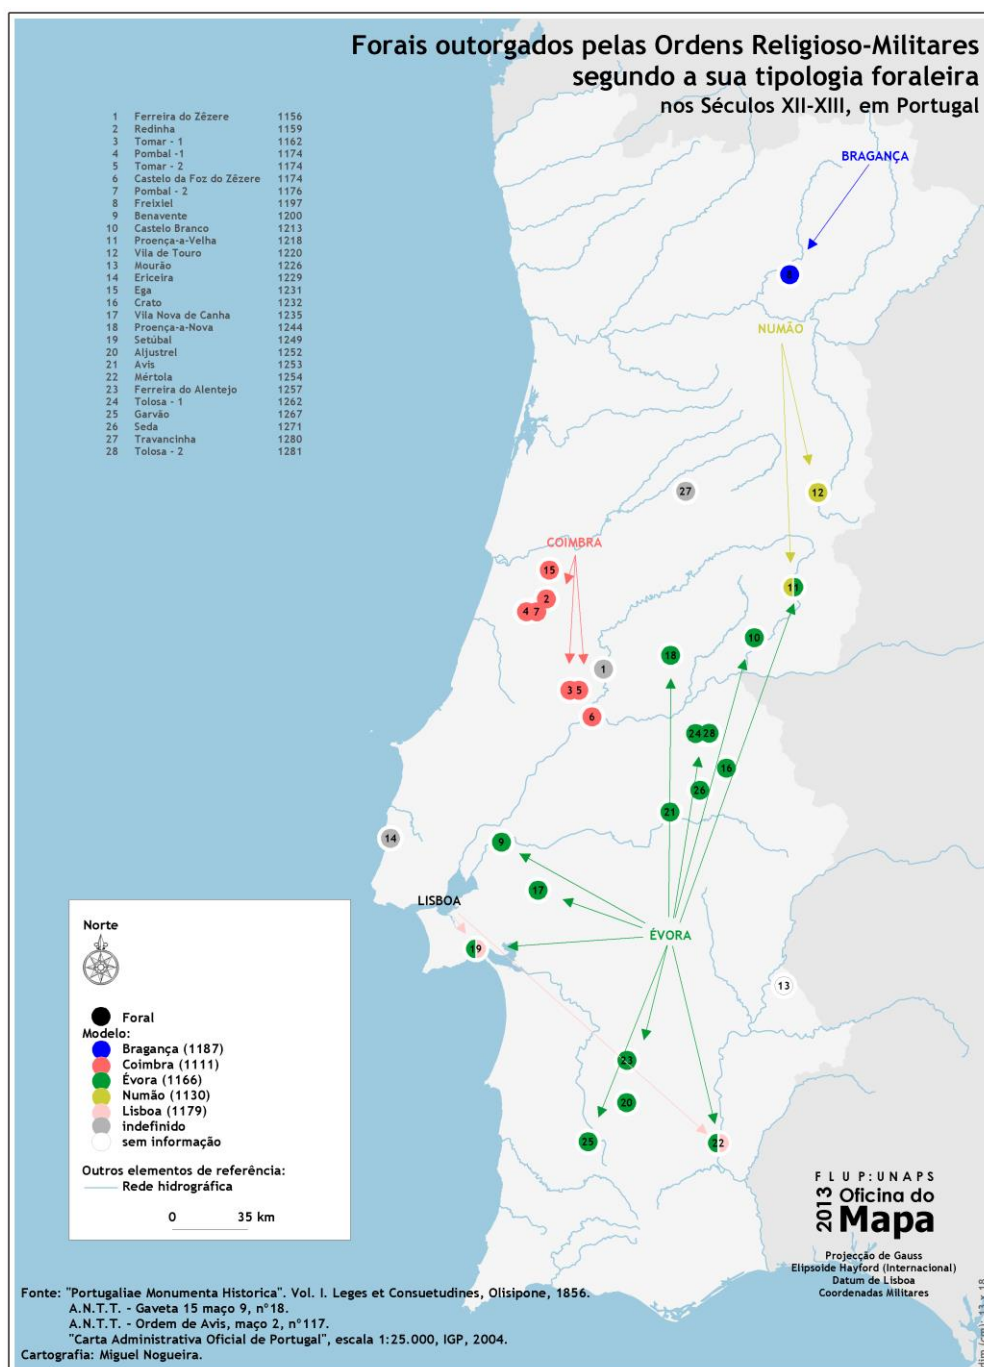 Forais outorgados pelas Ordens Religioso-Militares
segundo a sua tipologia foraleira
nos Séculos XII-XIII, em Portugal
1 Ferreira do Zêzere 1156
2 Redinha 1159
3 Tomar - 1 1162
4 Pombal -1 1174
5 Tomar - 2 1174
6 Castelo da Foz do Zêzere 1174
7 Pombal - 2 1176
8 Freixiel 1197
9 Benavente 1200
10 Castelo Branco 1213
11 Proença-a-Velha 1218
12 Vila de Touro 1220
13 Mourão 1226
14 Ericeira 1229
15 Ega 1231
16 Crato 1232
17 Vila Nova de Canha 1235
18 Proença-a-Nova 1244
19 Setúbal 1249
20 Aljustrel 1252
21 Avis 1253
22 Mértola 1254
23 Ferreira do Alentejo 1257
24 Tolosa - 1 1262
25 Garvão 1267
26 Seda 1271
27 Travancinha 1280
28 Tolosa - 2 1281
BRAGANÇA
8
NUMÃO
27
12
COIMBRA
15
11
2
4 7
10
18
1
3 5
6
24 28
16
26
21
14
9
17
LISBOA
ÉVORA
19
13
23
20
25
22
Norte
Foral
Modelo:
Bragança (1187)
Coimbra (1111)
Évora (1166)
Numão (1130)
Lisboa (1179)
indefinido
sem informação
Outros elementos de referência:
Rede hidrográfica
0 35 km
FLUP:UNAPS
2013 Oficina do
Mapa
Projecção de Gauss
Elipsoide Hayford (Internacional)
Datum de Lisboa
Coordenadas Militares
Fonte: "Portugaliae Monumenta Historica". Vol. I. Leges et Consuetudines, Olisipone, 1856.
A.N.T.T. - Gaveta 15 maço 9, nº18.
A.N.T.T. - Ordem de Avis, maço 2, nº117.
"Carta Administrativa Oficial de Portugal", escala 1:25.000, IGP, 2004.
Cartografia: Miguel Nogueira.
dim (cm): 13 x 18